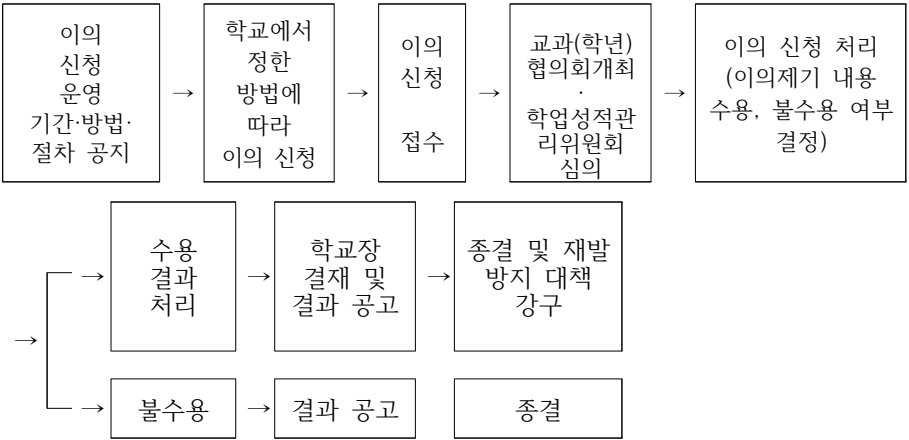 이의
신청
운영
기간·방법·
절차 공지
→
학교에서
정한
방법에
따라
이의 신청
→
이의
신청
접수
→
교과(학년)
협의회개최
·
학업성적관
리위원회
심의
→
이의 신청 처리
(이의제기 내용
수용, 불수용 여부
결정)
→
→
수용
결과
처리
→
학교장
결재 및
결과 공고
→
종결 및 재발
방지 대책
강구
→
불수용
→
결과 공고
종결